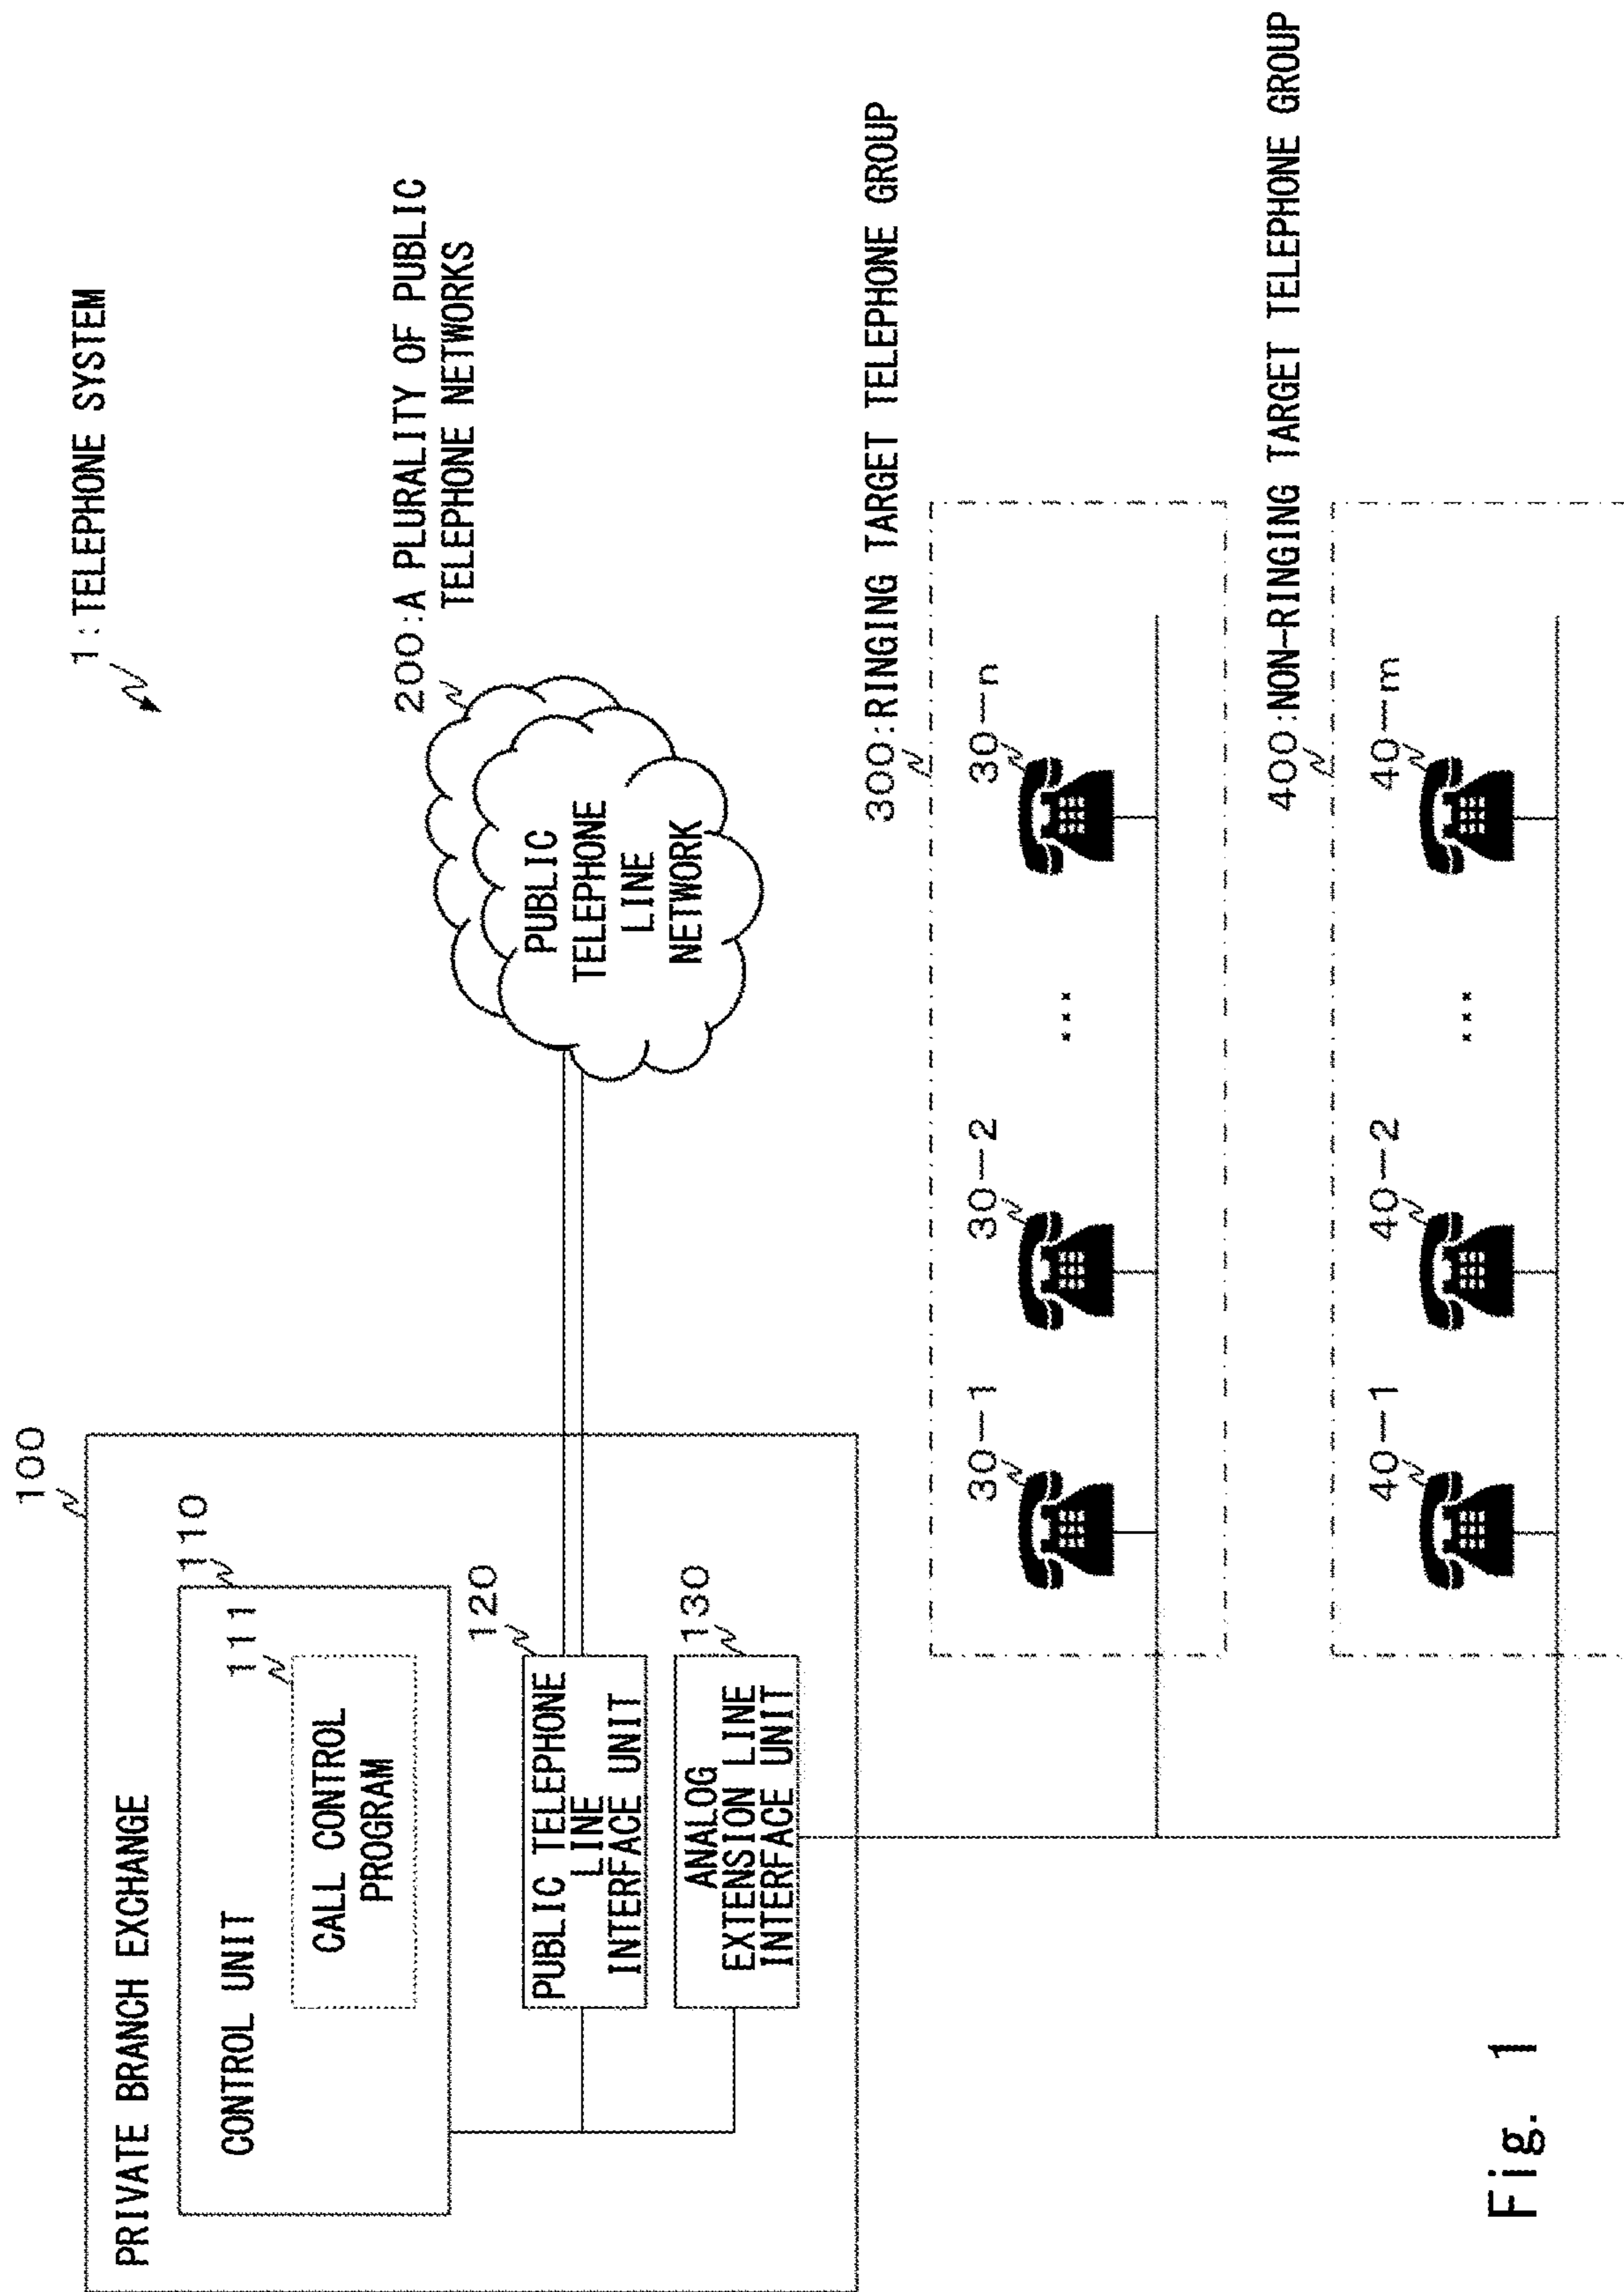 1:TELEPHONE SYSTEM
100
PRIVATE BRANCH EXCHANGE
110
CONTROL UNIT
111
CALL CONTROL
PROGRAM
200:A PLURALITY OF PUBLIC
TELEPHONE NETWORKS
PUBLIC
TELEPHONE
LINE
NETWORK
120
PUBLIC TELEPHONE
LINE
INTERFACE UNIT
130
ANALOG
EXTENSION LINE
INTERFACE UNIT
300:RINGING TARGET TELEPHONE GROUP
30-1
30-2
...
30-n
400:NON-RINGING TARGET TELEPHONE GROUP
40-1
40-2
...
40-m
Fig. 1